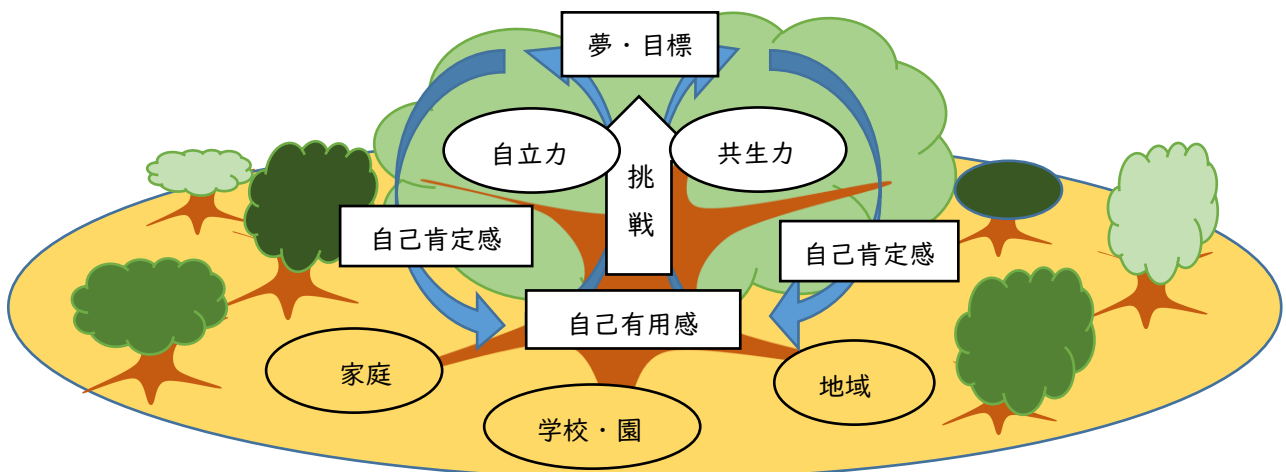 夢・目標
自立力
共生力
挑
戦
自己肯定感
自己肯定感
自己有用感
家庭
地域
学校・園